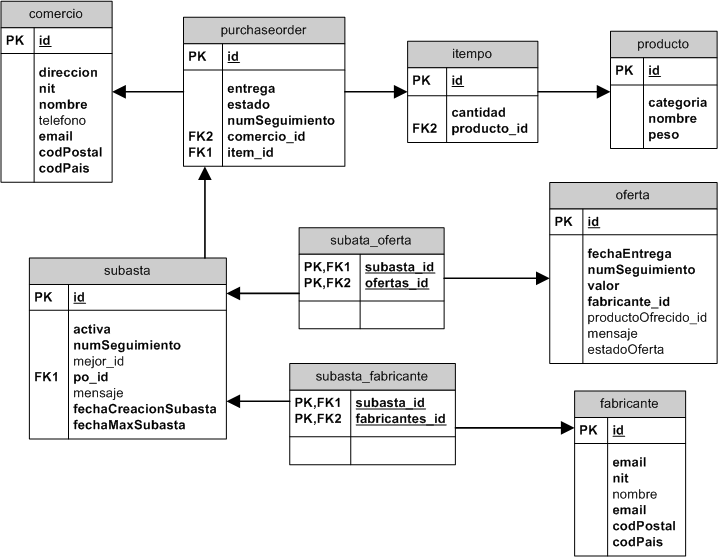 comercio
PK id
direccion
nit
nombre
telefono
email
codPostal
codPais
purchaseorder
PK id
entrega
estado
numSeguimiento
FK2 comercio_id
FK1 item_id
itempo
PK id
cantidad
FK2 producto_id
producto
PK id
categoria
nombre
peso
subasta
PK id
activa
numSeguimiento
mejor_id
FK1 po_id
mensaje
fechaCreacionSubasta
fechaMaxSubasta
subata_oferta
PK,FK1 subasta_id
PK,FK2 ofertas_id
oferta
PK id
fechaEntrega
numSeguimiento
valor
fabricante_id
productoOfrecido_id
mensaje
estadoOferta
subasta_fabricante
PK,FK1 subasta_id
PK,FK2 fabricantes_id
fabricante
PK id
email
nit
nombre
email
codPostal
codPais